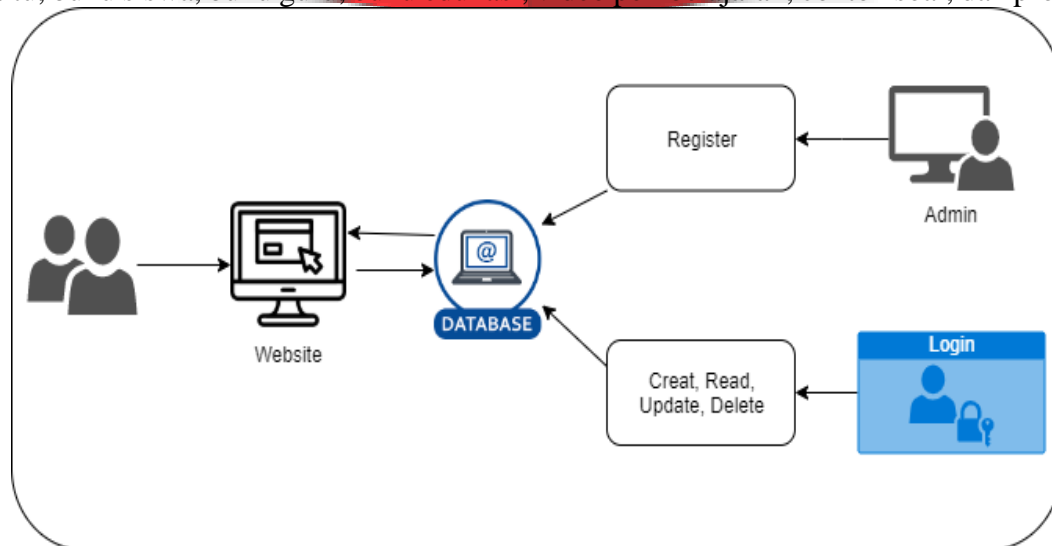 Register
Admin
@
DATABASE
Website
Login
Creat, Read,
Update, Delete